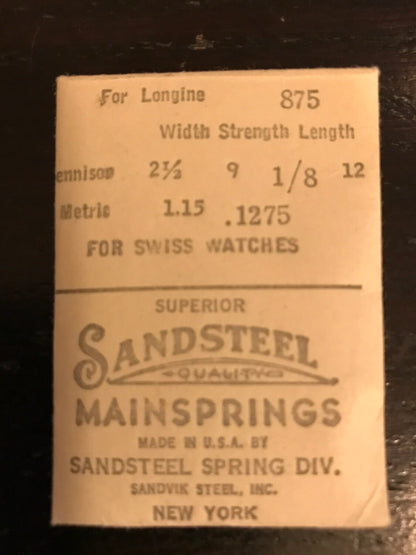 For Longine 875
Width Strength Length
ennison 2½ 9 1/8 12
Metric 1.15 .1275
FOR SWISS WATCHES
SUPERIOR
SANDSTEEL
QUALITY
MAINSPRINGS
MADE IN U.S.A. BY
SANDSTEEL SPRING DIV.
SANDVIK STEEL, INC.
NEW YORK